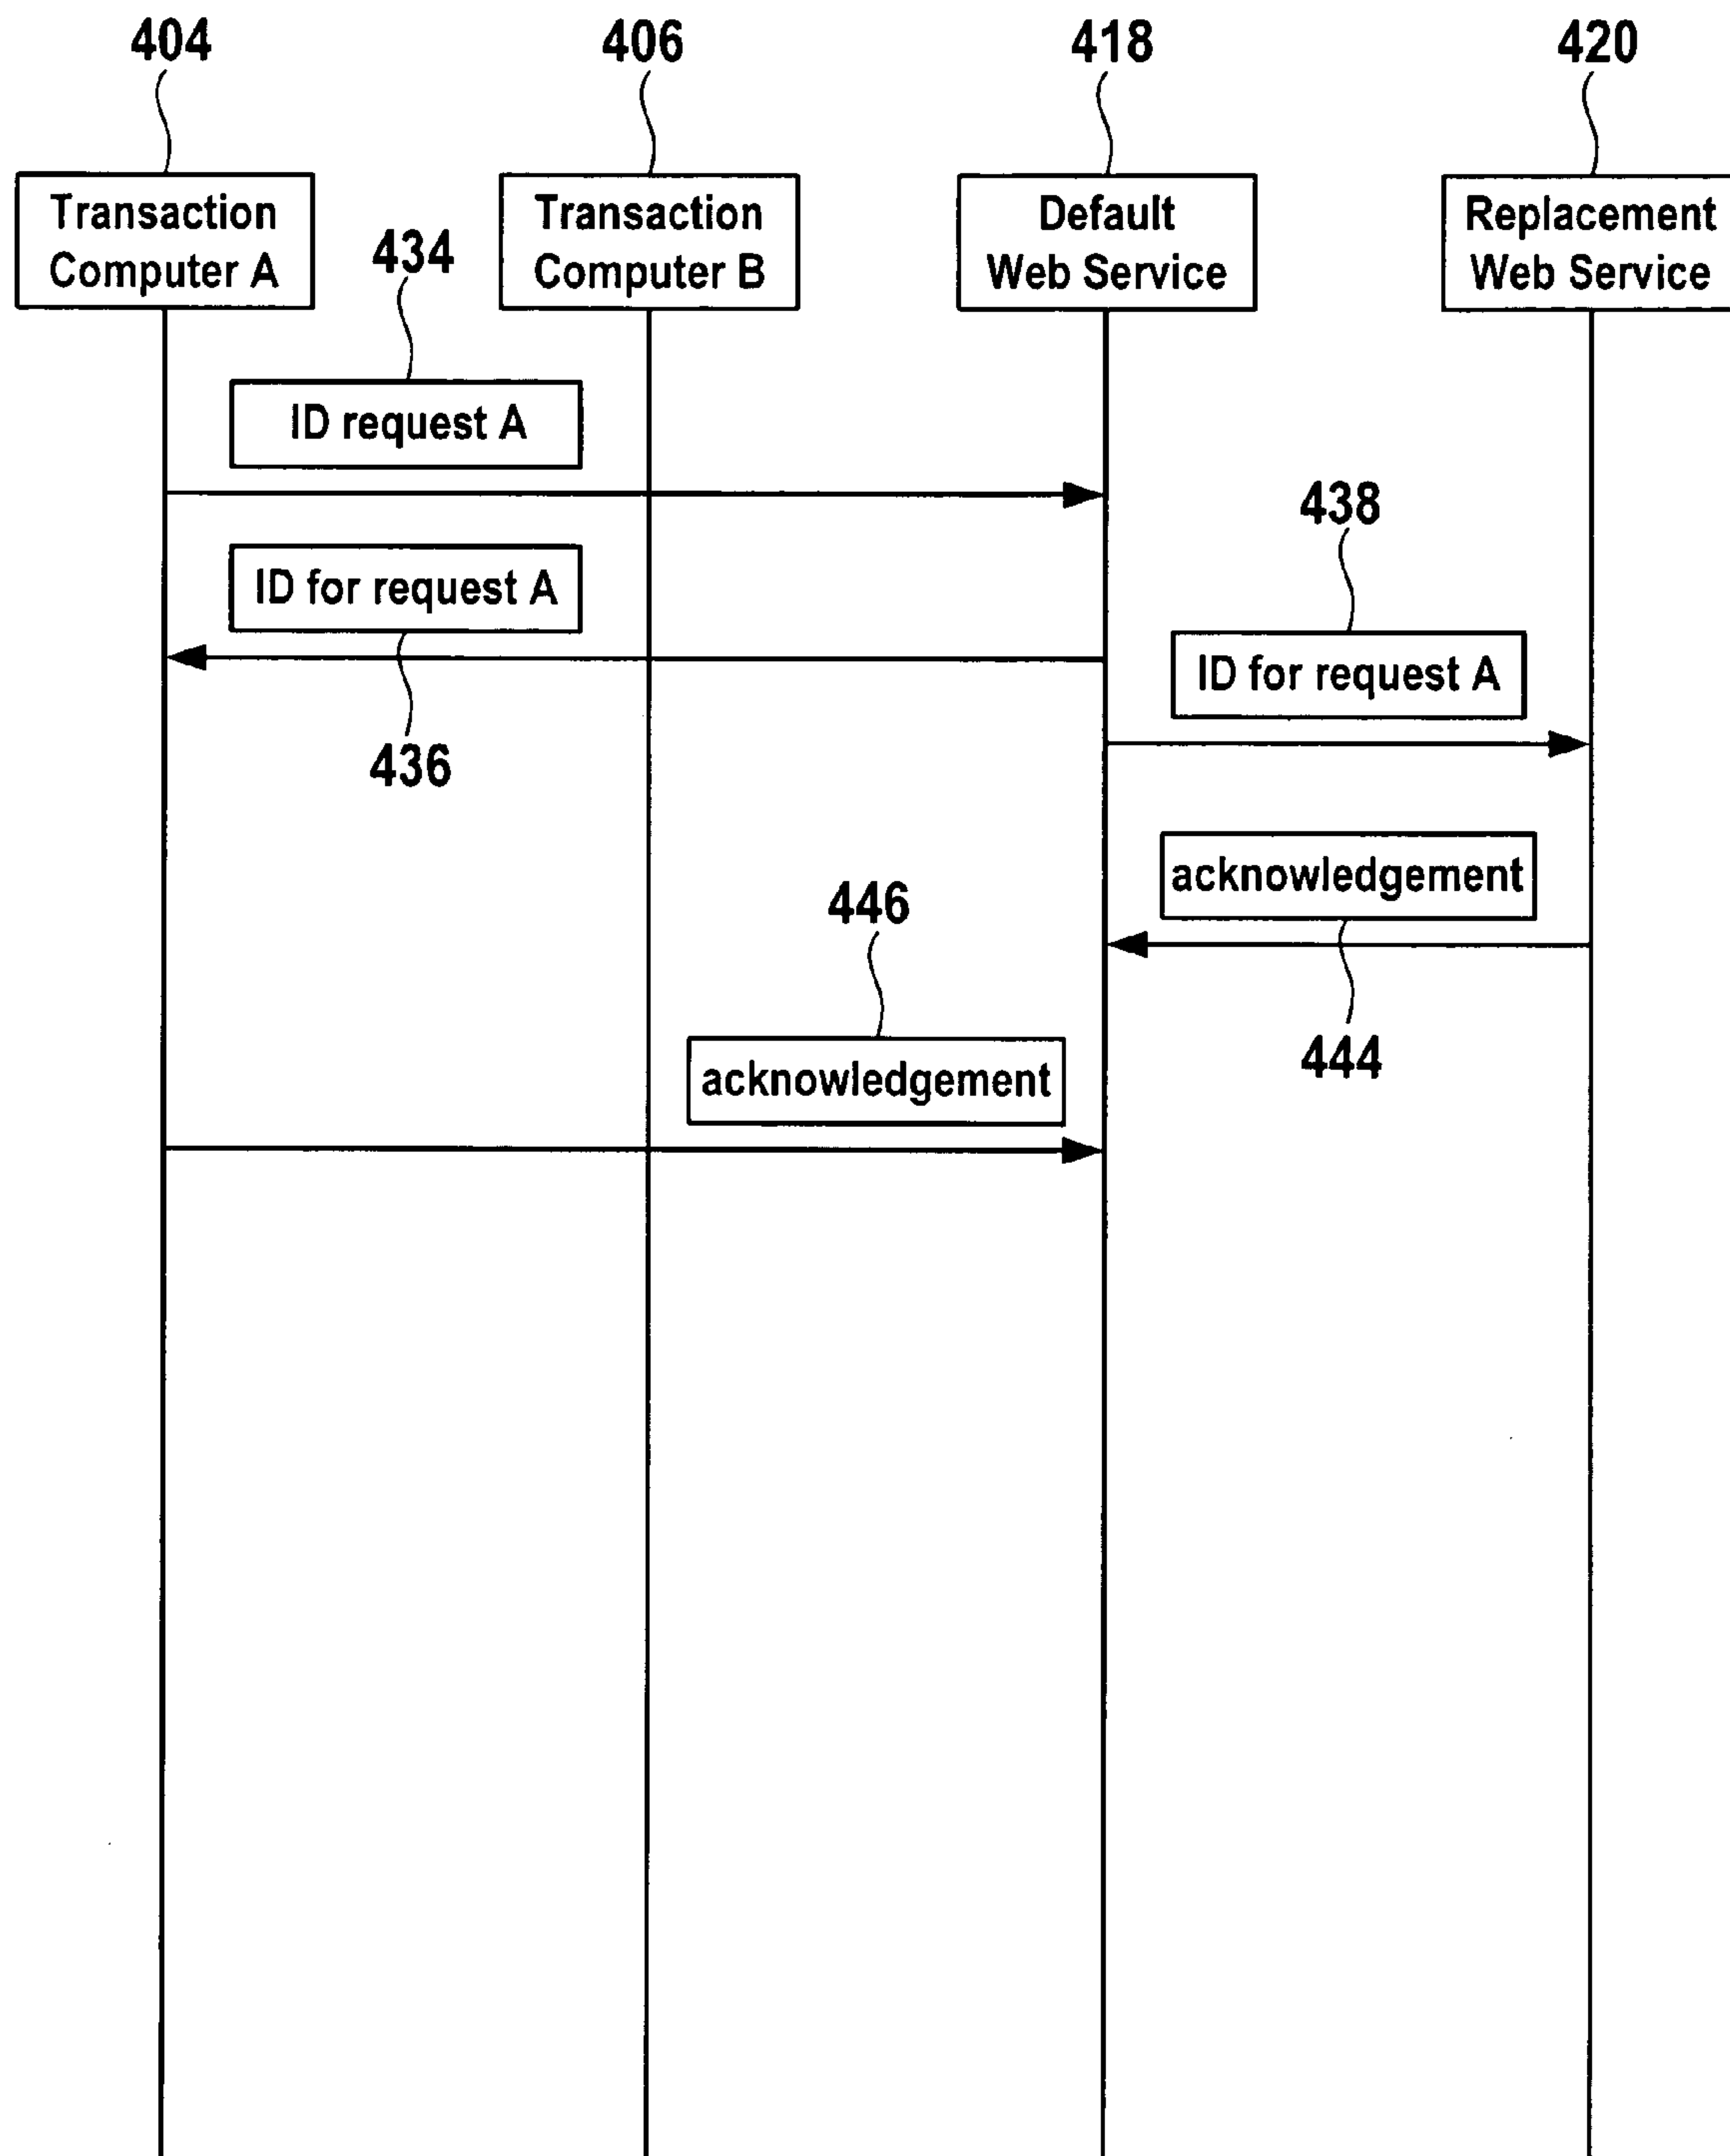 404
406
418
420
Transaction
Computer A
Transaction
Computer B
Default
Web Service
Replacement
Web Service
434
ID request A
438
ID for request A
ID for request A
436
acknowledgement
446
444
acknowledgement